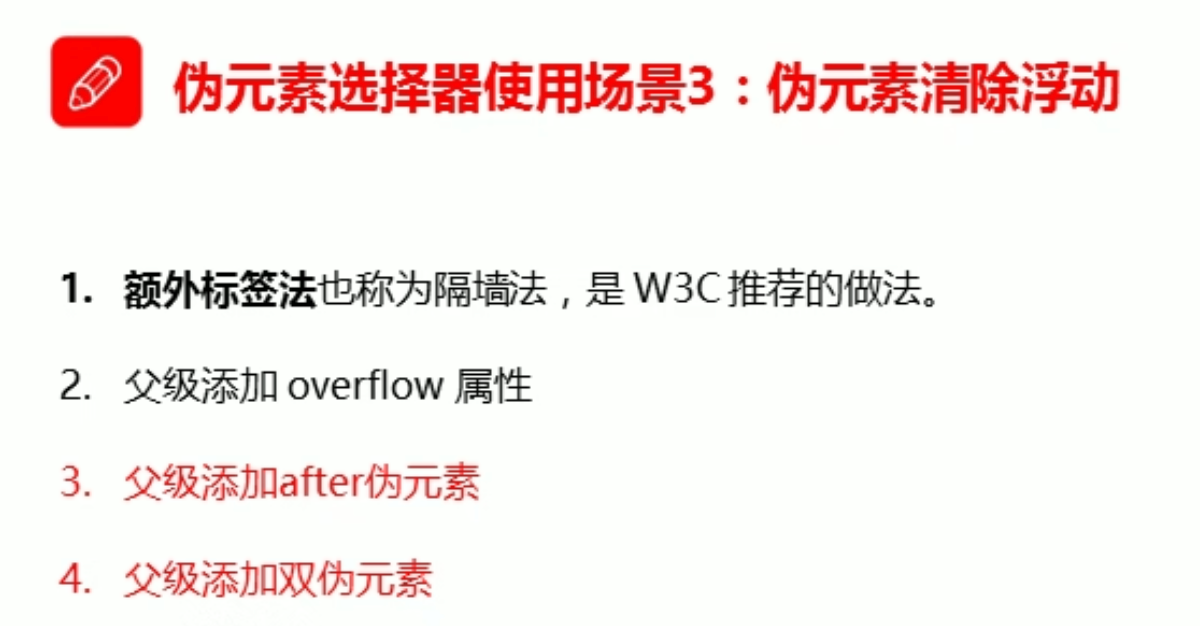 伪元素选择器使用场景3：伪元素清除浮动
1. 额外标签法也称为隔墙法，是 W3C 推荐的做法。
2. 父级添加 overflow 属性
3. 父级添加after伪元素
4. 父级添加双伪元素